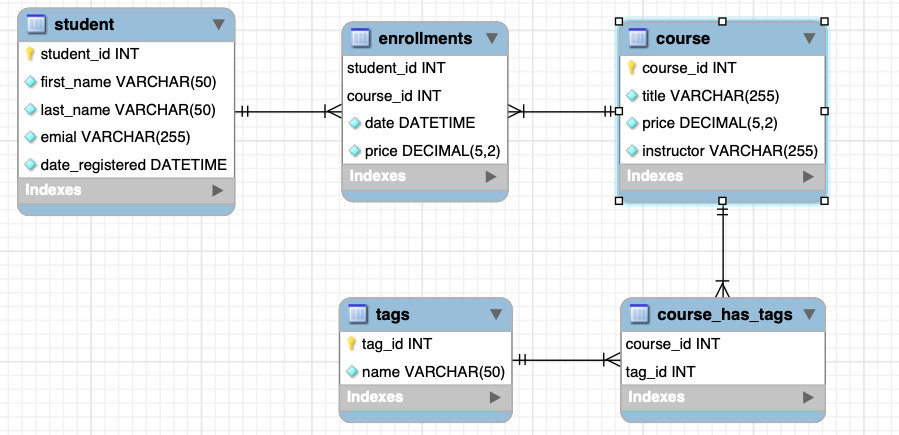 student
student_id INT
first_name VARCHAR(50)
last_name VARCHAR(50)
emial VARCHAR(255)
date_registered DATETIME
Indexes
enrollments
student_id INT
course_id INT
date DATETIME
price DECIMAL(5,2)
Indexes
course
course_id INT
title VARCHAR(255)
price DECIMAL(5,2)
instructor VARCHAR(255)
Indexes
tags
tag_id INT
name VARCHAR(50)
Indexes
course_has_tags
course_id INT
tag_id INT
Indexes